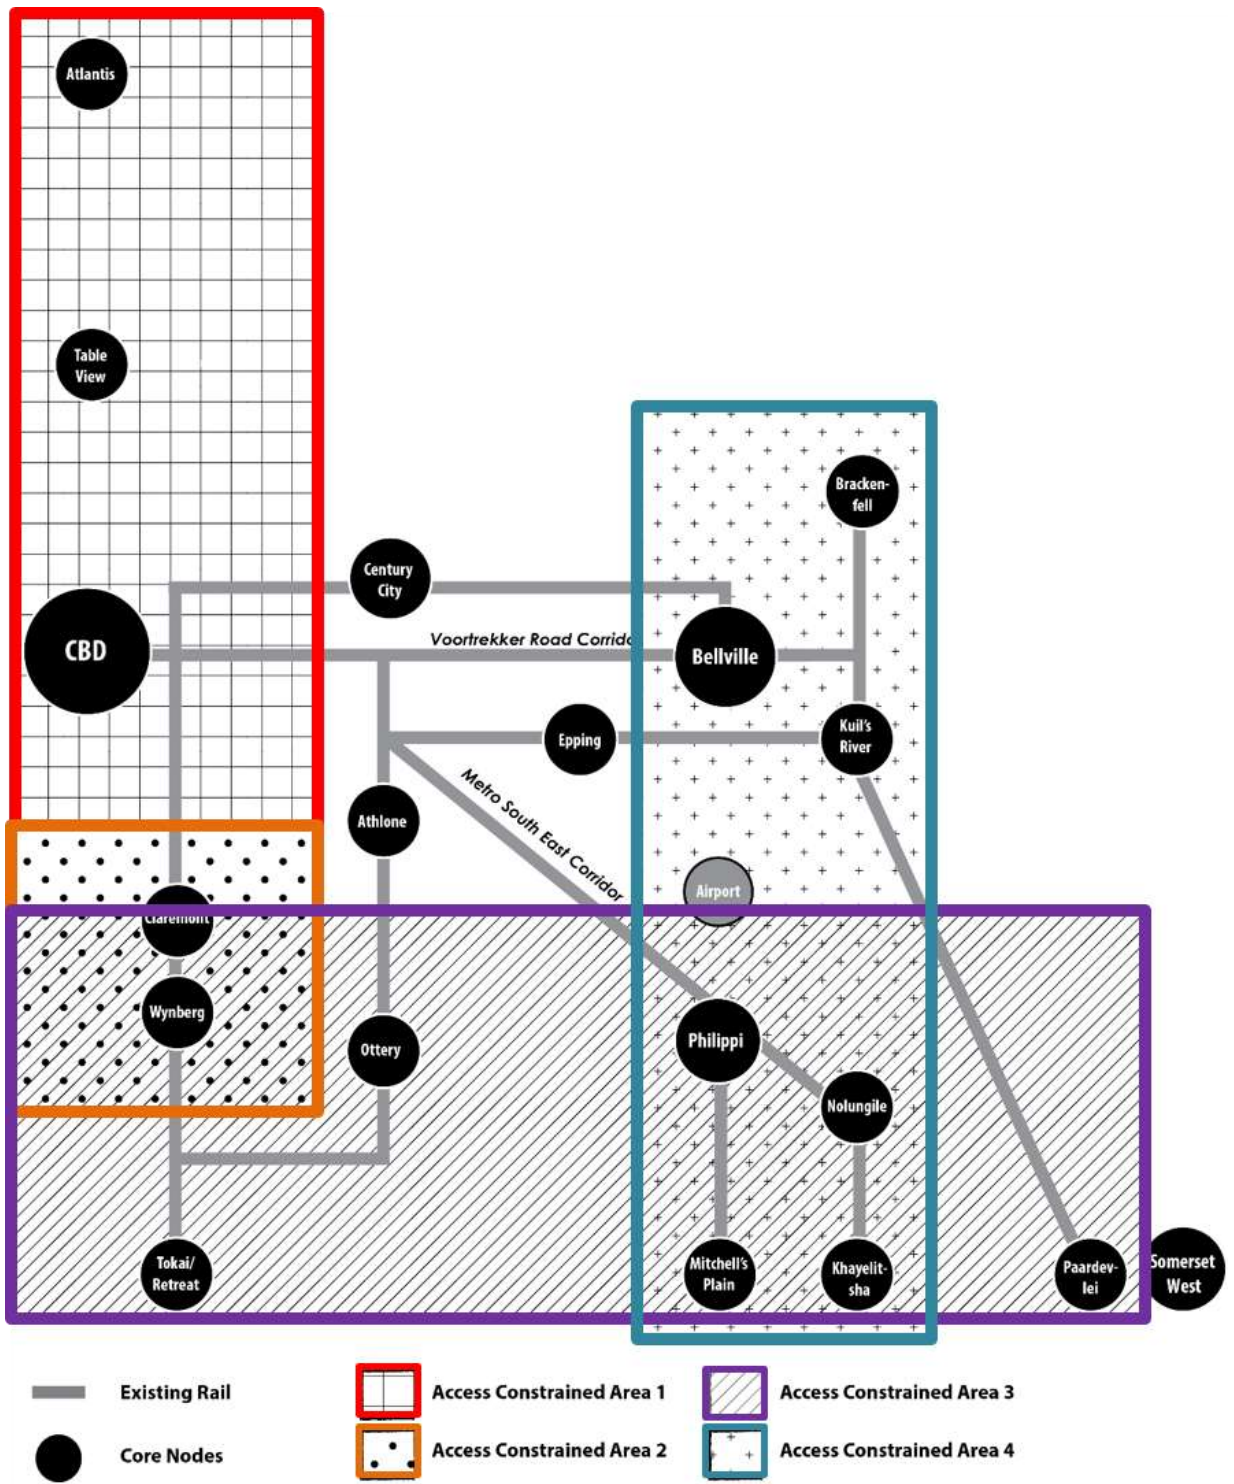 Atlantis
Table
View
Bracken-
fell
Century
City
CBD
Voortrekker Road Corrido
Bellville
Epping
Kuil's
River
Metro South East Corridor
Athlone
Airport
Claremont
Wynberg
Ottery
Philippi
Nolungile
Tokai/
Retreat
Mitchell's
Plain
Khayelit-
sha
Paardev-
lei
Somerset
West
Existing Rail
Access Constrained Area 1
Access Constrained Area 3
Core Nodes
Access Constrained Area 2
Access Constrained Area 4